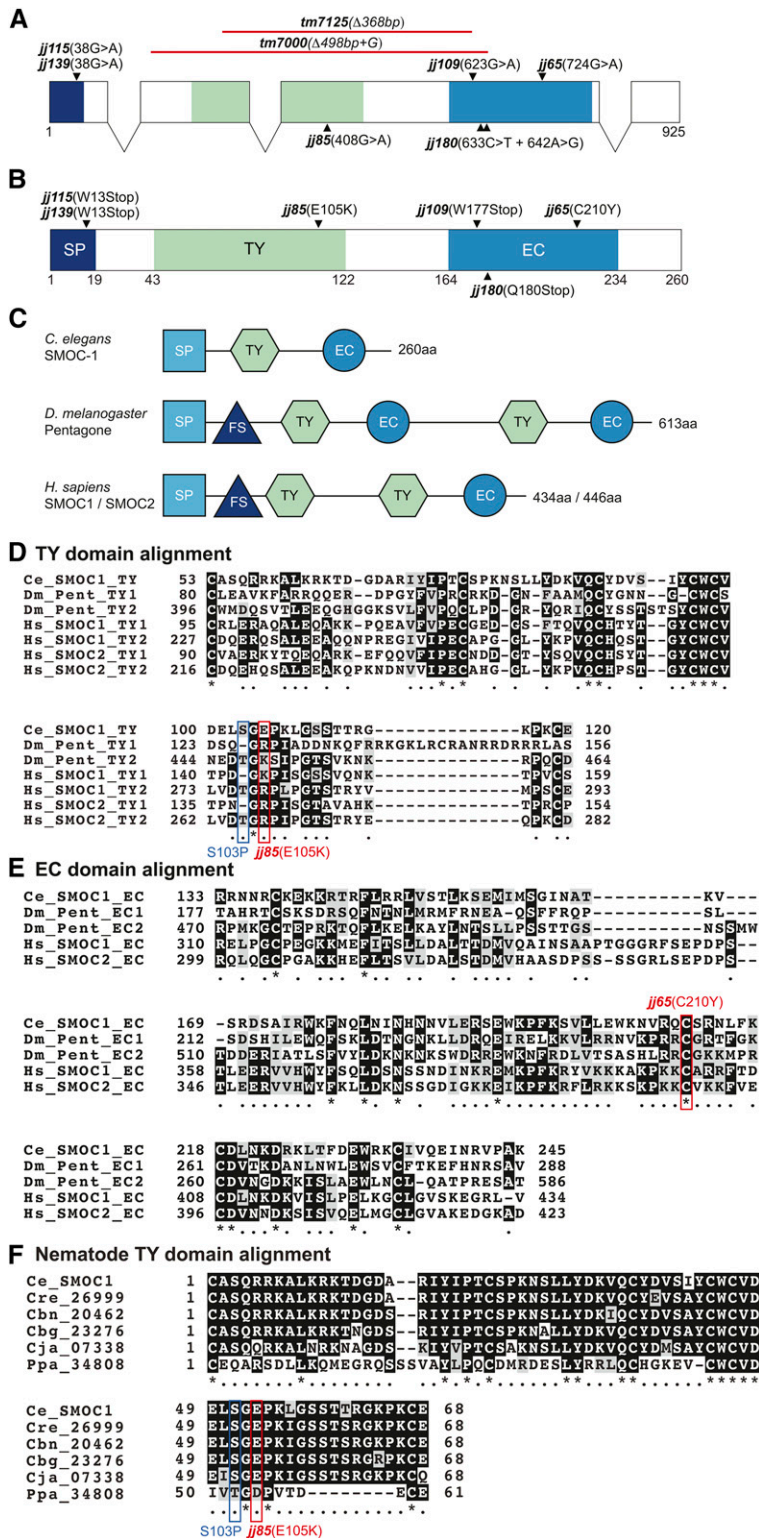 A
tm7125(Δ368bp)
tm7000(Δ498bp+G)
jj115(38G>A)
jj139(38G>A)
jj109(623G>A)
jj65(724G>A)
1
jj85(408G>A)
jj180(633C>T + 642A>G)
925
B
jj115(W13Stop)
jj139(W13Stop)
jj85(E105K)
jj109(W177Stop)
jj65(C210Y)
SP
TY
EC
1
19
43
122
164
234
260
jj180(Q180Stop)
C
C. elegans
SMOC-1
SP
TY
EC
260aa
D. melanogaster
Pentagone
SP
FS
TY
EC
TY
EC
613aa
H. sapiens
SMOC1 / SMOC2
SP
FS
TY
TY
EC
434aa / 446aa
D TY domain alignment
Ce_SMOC1_TY 53 CASQRRKALKRKTD-GDARIYIPTCSPKNSLLYDKVQCYDVS--IYCWCV
Dm_Pent_TY1 80 CLEAVKFARRQQER--DPGYFVPRCRKD-GN-FAAMQCYGNN--G-CWCS
Dm_Pent_TY2 396 CWMDQSVTLEEQGHGGKSVLFVPQCLPD-GR-YQRIQCYSSTSTSYCWCV
Hs_SMOC1_TY1 95 CRLERAQALEQAKK-PQEAVFVPECGED-GS-FTQVQCHTYT--GYCWCV
Hs_SMOC1_TY2 227 CDQERQSALEEAQQNPREGIVIPECAPG-GL-YKPVQCHQST--GYCWCV
Hs_SMOC2_TY1 90 CVAERKYTQEQARK-EFQQVFIPECNDD-GT-YSQVQCHSYT--GYCWCV
Hs_SMOC2_TY2 216 CDQEHQSALEEAKQPKNDNVVIPECAHG-GL-YKPVQCHPST--GYCWCV
Ce_SMOC1_TY 100 DELSGEPKLGSSTTRG--------------KPKCE 120
Dm_Pent_TY1 123 DSQ-GRPIADDNKQFRRKGKLRCRANRRDRRRLAS 156
Dm_Pent_TY2 444 NEDTGKSIPGTSVKNK--------------RPQCD 464
Hs_SMOC1_TY1 140 TPDGKPISGSSVQNK--------------TPVCS 159
Hs_SMOC1_TY2 273 LVDTGRPLPGTSTRYV--------------MPSCE 293
Hs_SMOC2_TY1 135 TPN-GRPISGTAVAHK--------------TPRCP 154
Hs_SMOC2_TY2 262 LVDTGRPIPGTSTRYE--------------QPKCD 282
S103P
jj85(E105K)
E EC domain alignment
Ce_SMOC1_EC 133 RRNNRCKEKKRTRFLRRLVSTLKSEMIMSGINAT---------KV---
Dm_Pent_EC1 177 TAHRTCSKSDRSQFNTNLMRMFRNEA-QSFFRQP---------SL---
Dm_Pent_EC2 470 RPMKGCTEPRKTQFLKELKAYLNTSLLPSSTTGS---------NSMW
Hs_SMOC1_EC 310 RELPGCPEGKKMEFITSLLDALTTDMVQAINSAAPTGGGRFSEPDPS-
Hs_SMOC2_EC 299 RQLQGCPGAKKHEFLTSVLDALSTDMVHAASDPSSSSGRLSEPDPS-
jj65(C210Y)
Ce_SMOC1_EC 169 -SRDSAIRWKFNQLNINHNNVLERSEWKPFKSVLLEWKNVRQCSRNLFK
Dm_Pent_EC1 212 -DSHILEWQFSKLDTNGNKLLDRQEIRELKKVLRRNVKPRRCGRTFGK
Dm_Pent_EC2 510 TDDERIATLSFVYLDKNKNKSWDRREWKNFRDLVTSASHLRRCGKKMPR
Hs_SMOC1_EC 358 TLEERVVHWYFSQLDSNSSNDINKREMKPFKRYVKKKAKPKKCARRFTD
Hs_SMOC2_EC 346 TLEERVVHWYFKLLDKNSSGDIGKKEIKPFKRFLRKKSKPKKCVKKFVE
Ce_SMOC1_EC 218 CDLNKDRKLTFDEWRKCIVQEINRVPAK 245
Dm_Pent_EC1 261 CDVTKDANLNWLEWSVCFTKEFHNRSAV 288
Dm_Pent_EC2 260 CDVNGDKKISLAEWLNCL-QATPRESAT 586
Hs_SMOC1_EC 408 CDLNKDKVISLPELKGCLGVSKEGRL-V 434
Hs_SMOC2_EC 396 CDVNNDKSISVQELMGCLGVAKEDGKAD 423
F Nematode TY domain alignment
Ce_SMOC1 1 CASQRRKALKRKTDGDA--RIYIPTCSPKNSLLYDKVQCYDVSIYCWCVD
Cre_26999 1 CASQRRKALKRKTDGDA--RIYIPTCSPKNSLLYDKVQCYEVSAYCWCVD
Cbn_20462 1 CASQRRKALKRKTDGDS--RIYIPTCSPKNSLLYDKIQCYDVSAYCWCVD
Cbg_23276 1 CASQRRKALKRKTNGDS--RIYIPTCSPKNALLYDKVQCYDVSAYCWCVD
Cja_07338 1 CASQQRKALNRKNAGDS--KIYVPTCSAKNSLLYDKVQCYDMSAYCWCVD
Ppa_34808 1 CEQARSDLLKQMEGRQSSSVAYLPQCDMRDESLYRRLQCHGKEV-CWCVD
Ce_SMOC1 49 ELSGEPKLGSSTTRGKPKCE 68
Cre_26999 49 ELSGEPKIGSSTSRGKPKCE 68
Cbn_20462 49 ELSGEPKIGSSTSRGKPKCE 68
Cbg_23276 49 ELSGEPKIGSSTSRGRPKCE 68
Cja_07338 49 EISGEPKIGSSTSRGKPKCQ 68
Ppa_34808 50 IVTGDPVTD--------ECE 61
S103P
jj85(E105K)